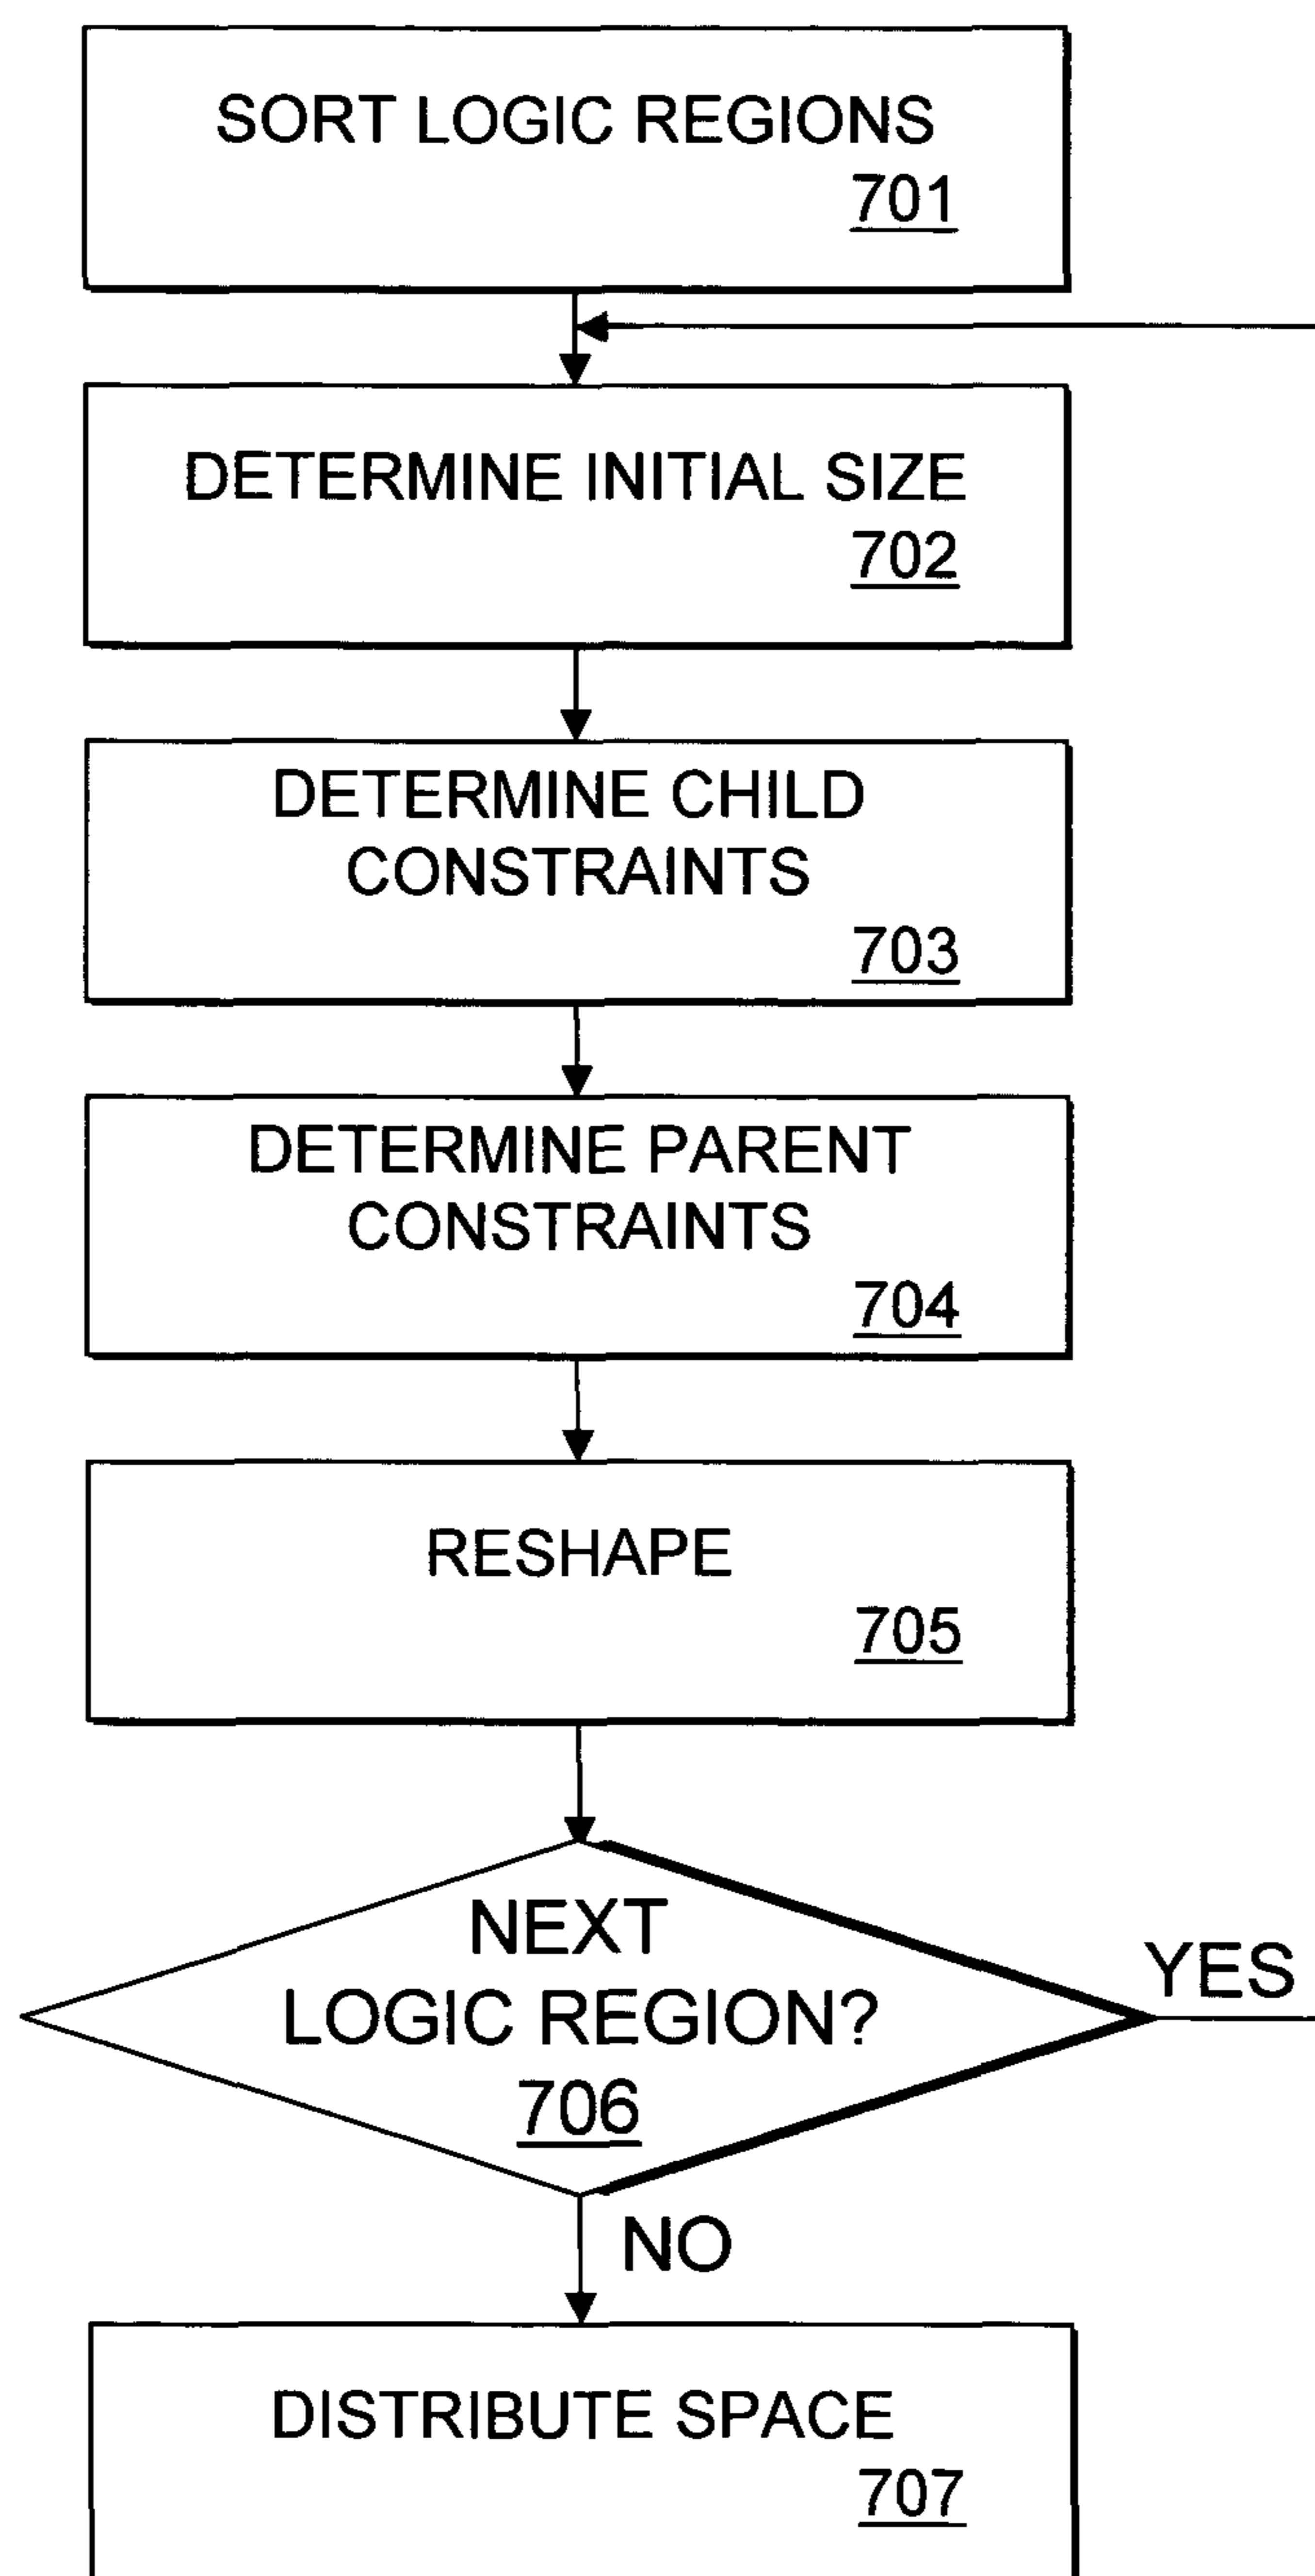 SORT LOGIC REGIONS
701
DETERMINE INITIAL SIZE
702
DETERMINE CHILD
CONSTRAINTS
703
DETERMINE PARENT
CONSTRAINTS
704
RESHAPE
705
NEXT
LOGIC REGION?
706
YES
NO
DISTRIBUTE SPACE
707